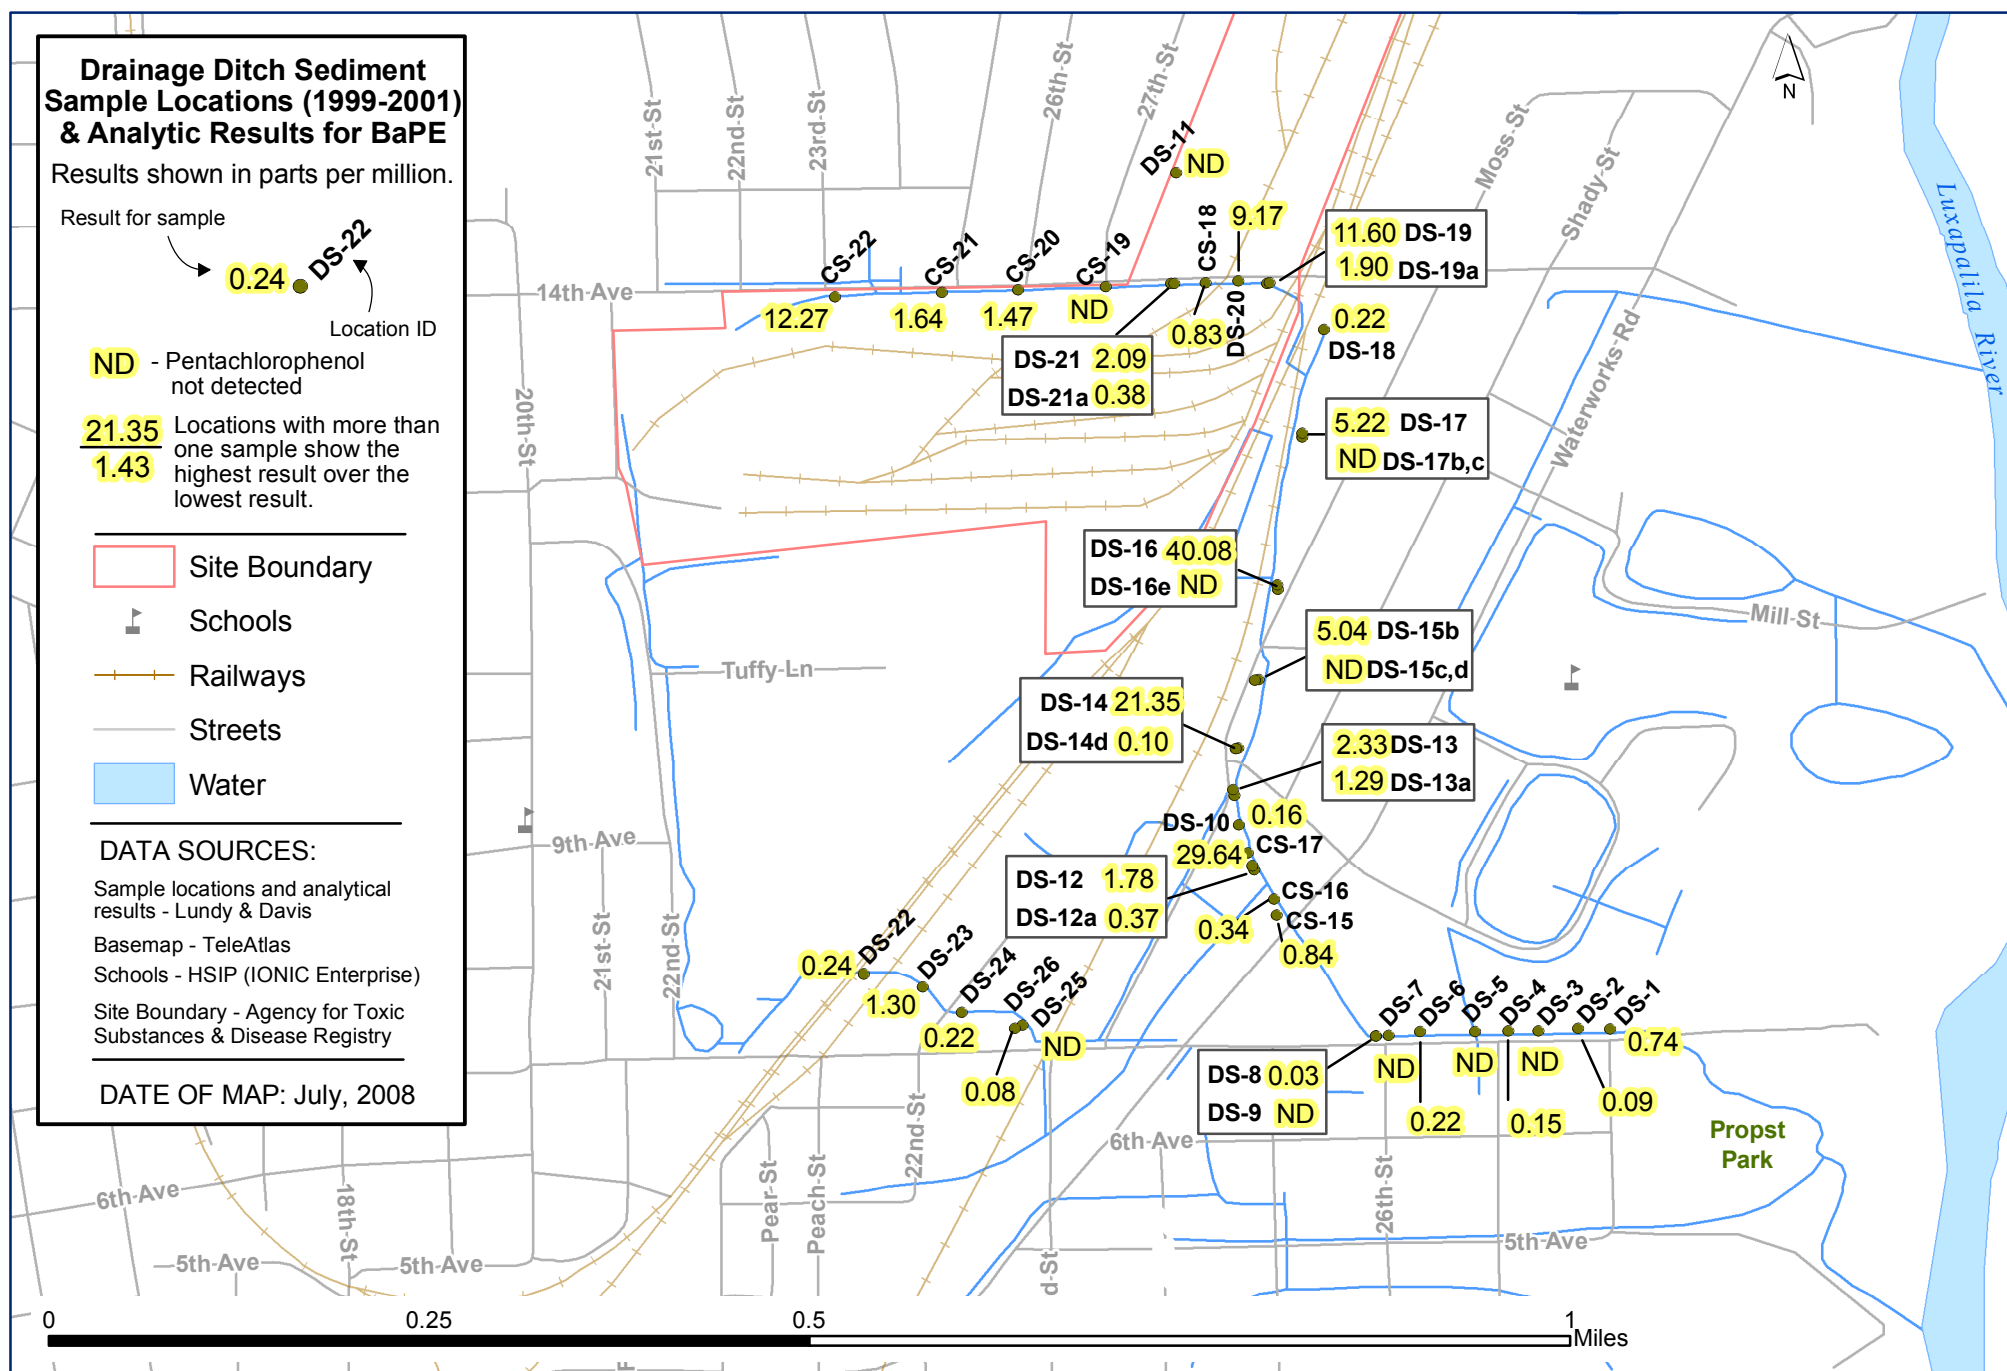 Drainage Ditch Sediment
Sample Locations (1999-2001)
& Analytic Results for BaPE
Results shown in parts per million.
Result for sample
0.24
DS-22
Location ID
ND - Pentachlorophenol
not detected
21.35
1.43
Locations with more than
one sample show the
highest result over the
lowest result.
Site Boundary
Schools
Railways
Streets
Water
DATA SOURCES:
Sample locations and analytical
results - Lundy & Davis
Basemap - TeleAtlas
Schools - HSIP (IONIC Enterprise)
Site Boundary - Agency for Toxic
Substances & Disease Registry
DATE OF MAP: July, 2008
N
21st St
22nd St
23rd St
26th St
27th St
Moss St
Shady St
Waterworks Rd
Luxapalila River
DS-11
ND
CS-22
12.27
CS-21
1.64
CS-20
1.47
CS-19
ND
CS-18
0.83
9.17
DS-20
11.60 DS-19
1.90 DS-19a
14th Ave
DS-21 2.09
DS-21a 0.38
0.22
DS-18
5.22 DS-17
ND DS-17b,c
20th St
DS-16 40.08
DS-16e ND
Mill St
5.04 DS-15b
ND DS-15c,d
Tuffy Ln
DS-14 21.35
DS-14d 0.10
2.33 DS-13
1.29 DS-13a
DS-10
0.16
9th Ave
CS-17
29.64
DS-12 1.78
DS-12a 0.37
CS-16
0.34
CS-15
0.84
21st St
22nd St
0.24
DS-22
DS-23
1.30
DS-24
0.22
DS-26
0.08
DS-25
ND
DS-7
ND
DS-6
0.22
DS-5
ND
DS-4
0.15
DS-3
ND
DS-2
0.09
DS-1
0.74
DS-8 0.03
DS-9 ND
Propst
Park
6th Ave
6th Ave
18th St
Pear St
Peach St
22nd St
26th St
5th Ave
5th Ave
5th Ave
d St
0
0.25
0.5
1
Miles